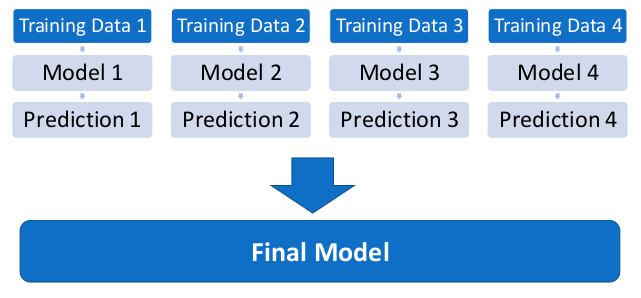 Training Data 1
Training Data 2
Training Data 3
Training Data 4
Model 1
Model 2
Model 3
Model 4
Prediction 1
Prediction 2
Prediction 3
Prediction 4
Final Model